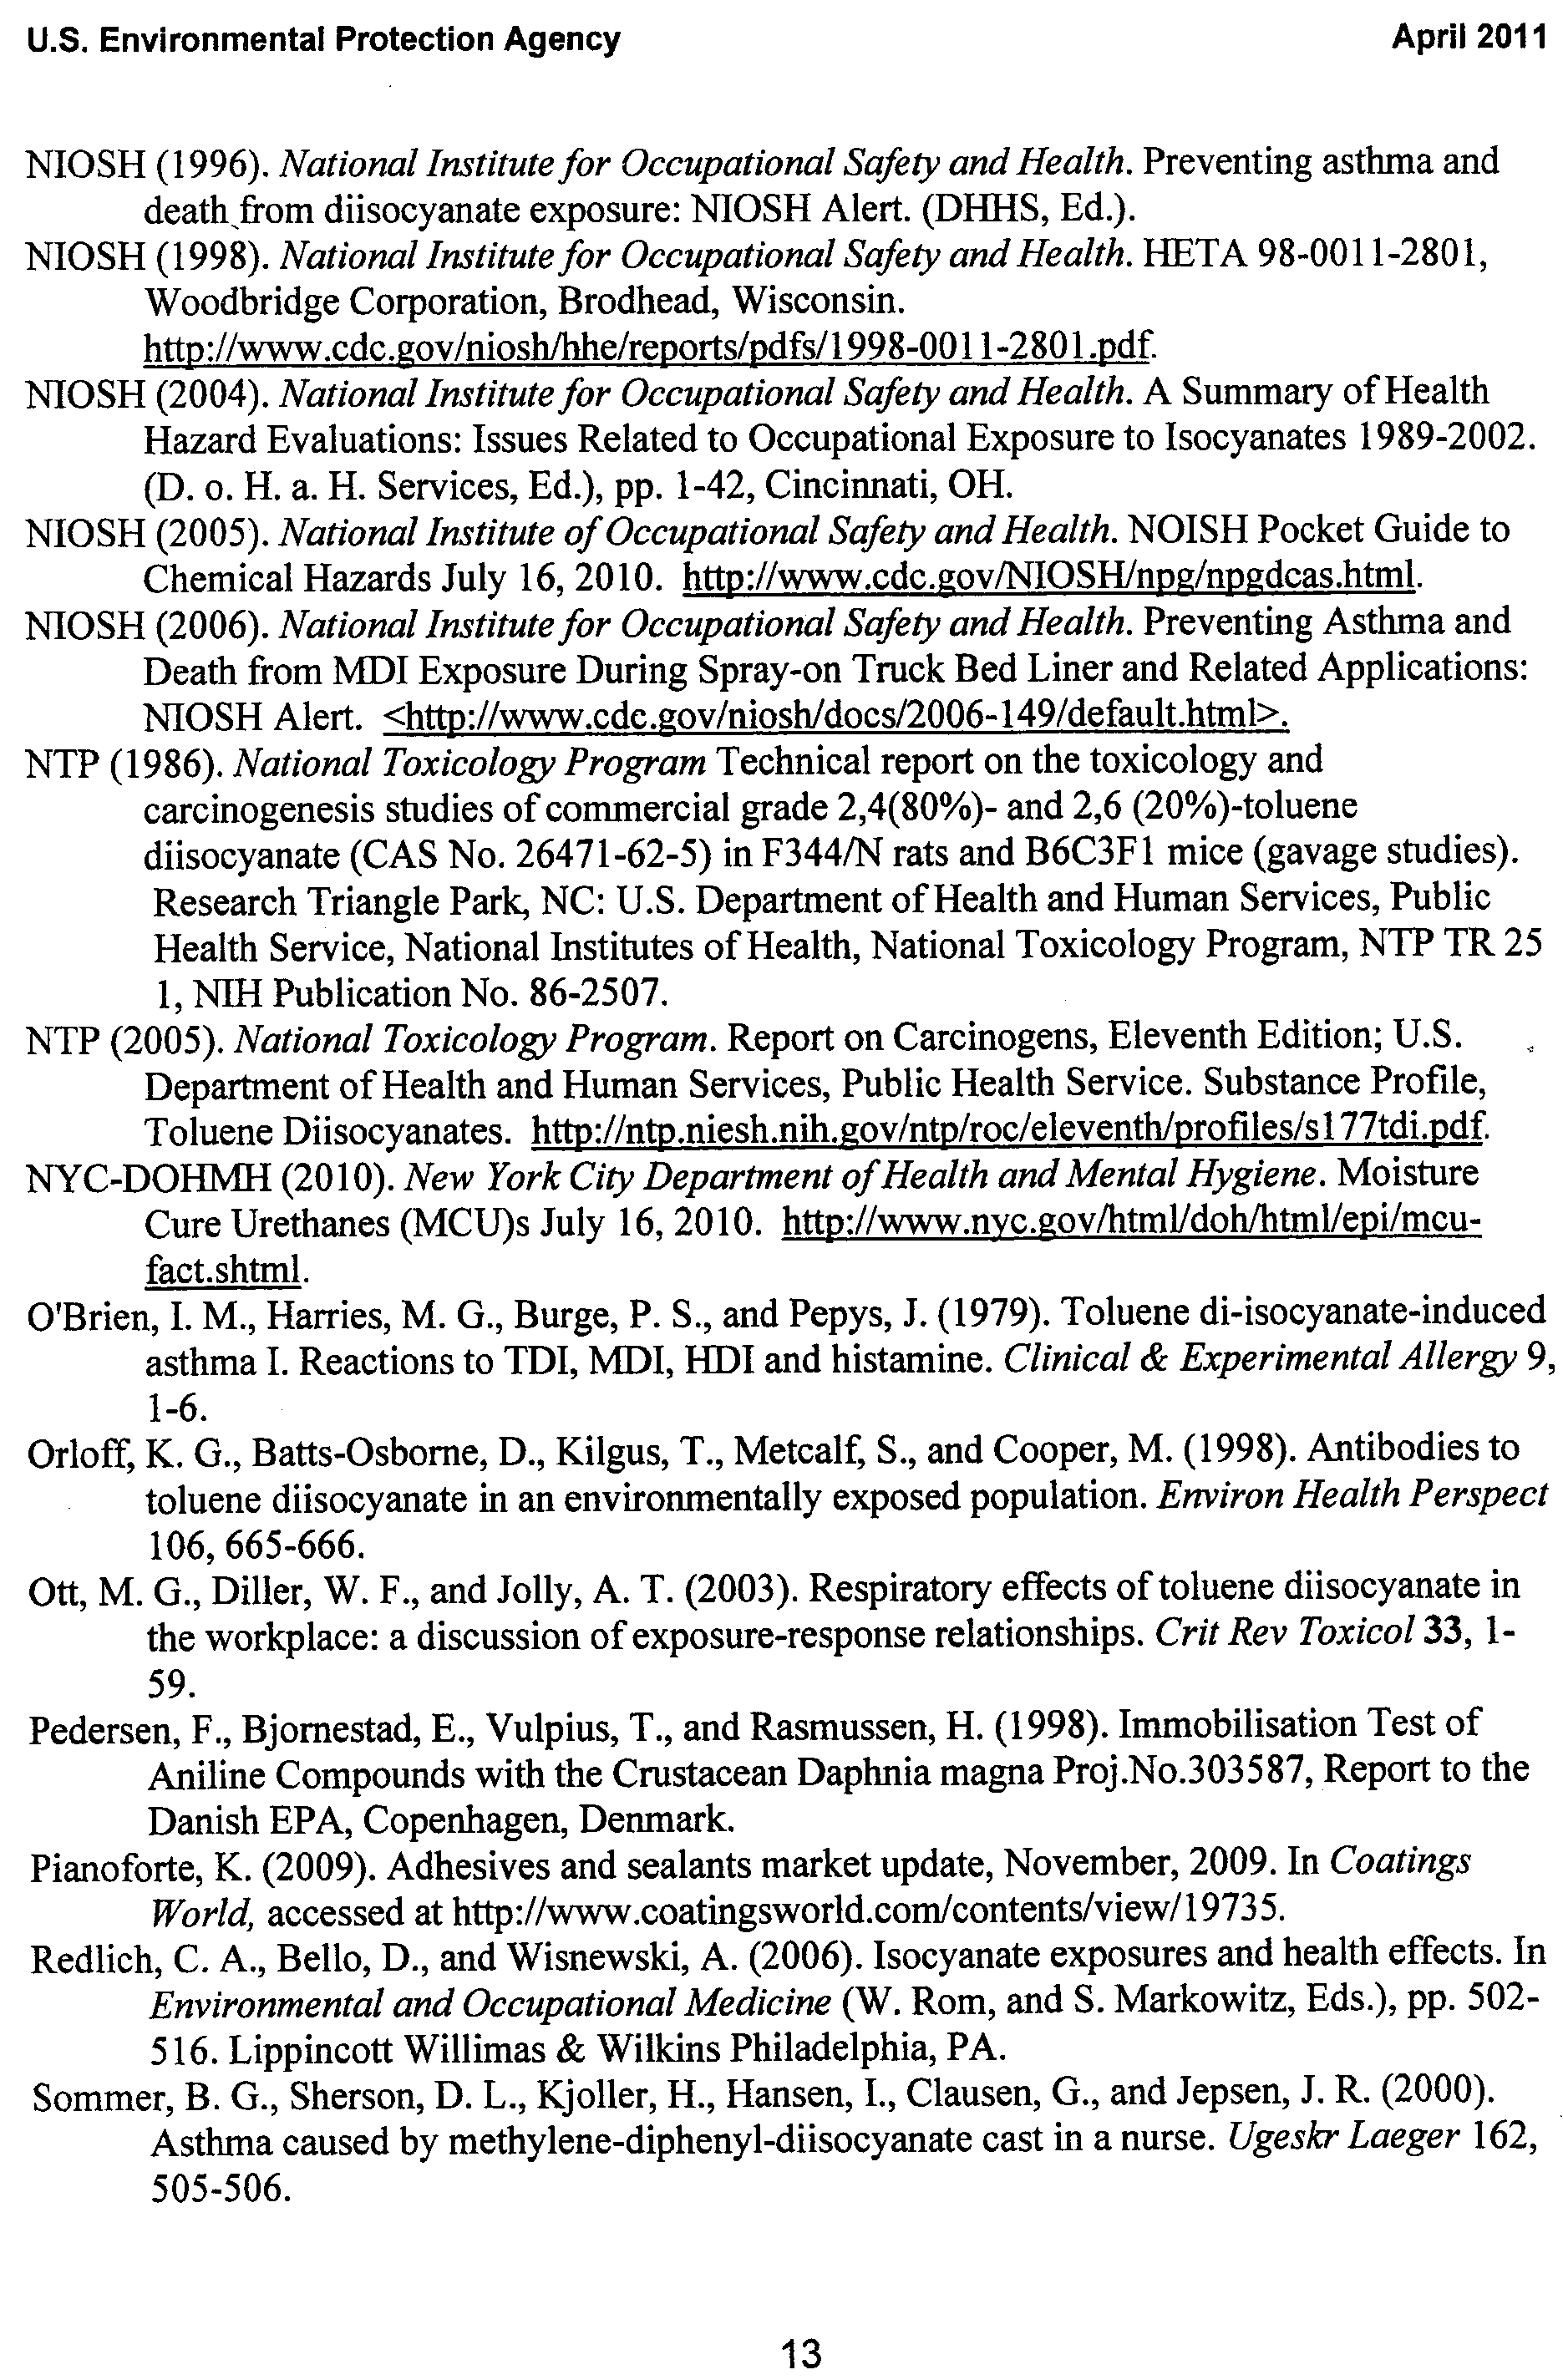 U.S. Environmental Protection Agency April 2011
NIOSH (1996). National Institute for Occupational Safety and Health. Preventing asthma and
death from diisocyanate exposure: NIOSH Alert. (DHHS, Ed.).
NIOSH (1998). National Institute for Occupational Safety and Health. HETA 98-0011-2801,
Woodbridge Corporation, Brodhead, Wisconsin.
http://www.cdc.gov/niosh/hhe/reports/pdfs/1998-0011-2801.pdf.
NIOSH (2004). National Institute for Occupational Safety and Health. A Summary of Health
Hazard Evaluations: Issues Related to Occupational Exposure to Isocyanates 1989-2002.
(D. o. H. a. H. Services, Ed.), pp. 1-42, Cincinnati, OH.
NIOSH (2005). National Institute of Occupational Safety and Health. NOISH Pocket Guide to
Chemical Hazards July 16, 2010. http://www.cdc.gov/NIOSH/npg/npgdcas.html.
NIOSH (2006). National Institute for Occupational Safety and Health. Preventing Asthma and
Death from MDI Exposure During Spray-on Truck Bed Liner and Related Applications:
NIOSH Alert. <http://www.cdc.gov/niosh/docs/2006-149/default.html>.
NTP (1986). National Toxicology Program Technical report on the toxicology and
carcinogenesis studies of commercial grade 2,4(80%)- and 2,6 (20%)-toluene
diisocyanate (CAS No. 26471-62-5) in F344/N rats and B6C3F1 mice (gavage studies).
Research Triangle Park, NC: U.S. Department of Health and Human Services, Public
Health Service, National Institutes of Health, National Toxicology Program, NTP TR 25
1, NIH Publication No. 86-2507.
NTP (2005). National Toxicology Program. Report on Carcinogens, Eleventh Edition; U.S.
Department of Health and Human Services, Public Health Service. Substance Profile,
Toluene Diisocyanates. http://ntp.niesh.nih.gov/ntp/roc/eleventh/profiles/s177tdi.pdf.
NYC-DOHMH (2010). New York City Department of Health and Mental Hygiene. Moisture
Cure Urethanes (MCU)s July 16, 2010. http://www.nyc.gov/html/doh/html/epi/mcu-
fact.shtml.
O'Brien, I. M., Harries, M. G., Burge, P. S., and Pepys, J. (1979). Toluene di-isocyanate-induced
asthma I. Reactions to TDI, MDI, HDI and histamine. Clinical & Experimental Allergy 9,
1-6.
Orloff, K. G., Batts-Osborne, D., Kilgus, T., Metcalf, S., and Cooper, M. (1998). Antibodies to
toluene diisocyanate in an environmentally exposed population. Environ Health Perspect
106, 665-666.
Ott, M. G., Diller, W. F., and Jolly, A. T. (2003). Respiratory effects of toluene diisocyanate in
the workplace: a discussion of exposure-response relationships. Crit Rev Toxicol 33, 1-
59.
Pedersen, F., Bjornestad, E., Vulpius, T., and Rasmussen, H. (1998). Immobilisation Test of
Aniline Compounds with the Crustacean Daphnia magna Proj.No.303587, Report to the
Danish EPA, Copenhagen, Denmark.
Pianoforte, K. (2009). Adhesives and sealants market update, November, 2009. In Coatings
World, accessed at http://www.coatingsworld.com/contents/view/19735.
Redlich, C. A., Bello, D., and Wisnewski, A. (2006). Isocyanate exposures and health effects. In
Environmental and Occupational Medicine (W. Rom, and S. Markowitz, Eds.), pp. 502-
516. Lippincott Willimas & Wilkins Philadelphia, PA.
Sommer, B. G., Sherson, D. L., Kjoller, H., Hansen, I., Clausen, G., and Jepsen, J. R. (2000).
Asthma caused by methylene-diphenyl-diisocyanate cast in a nurse. Ugeskr Laeger 162,
505-506.
13